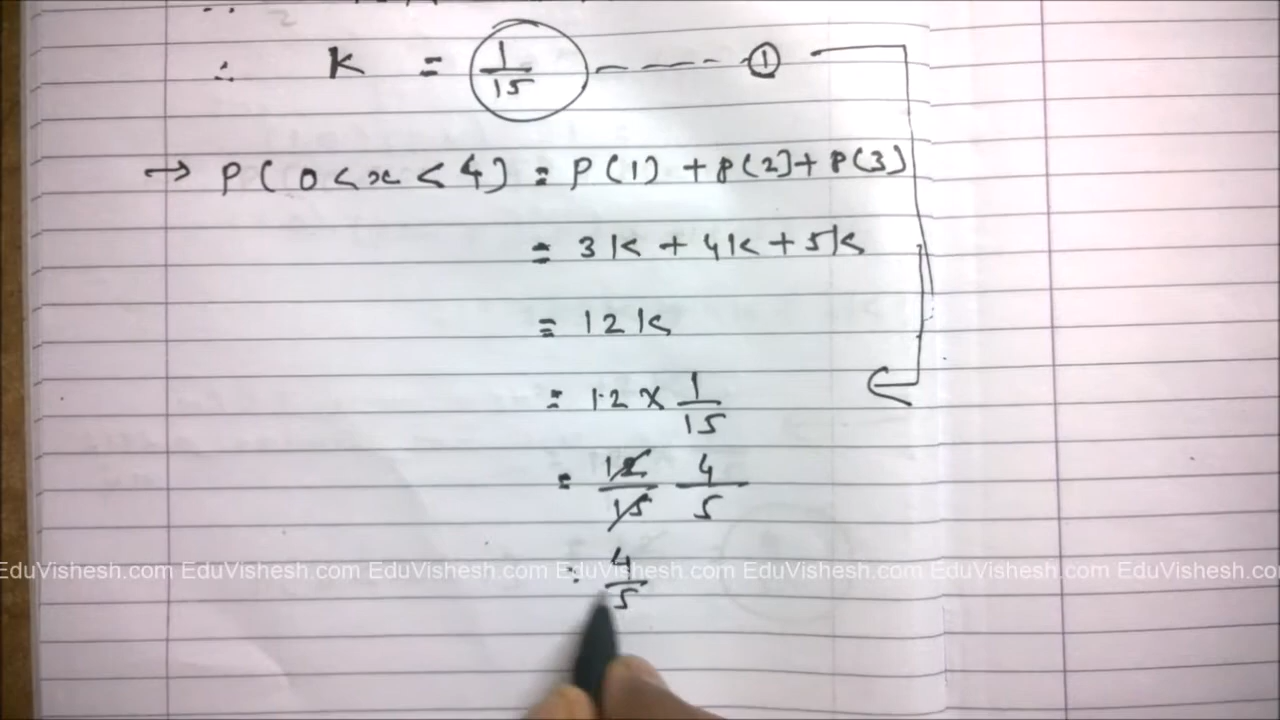 ∴ K = 1/15 ----- ①
→ P(0<x<4) = P(1) + P(2) + P(3)
= 3K + 4K + 5K
= 12K
= 12 × 1/15
= 12/15 4/5
= 4/5
EduVishesh.com EduVishesh.com EduVishesh.com EduVishesh.com EduVishesh.com EduVishesh.com EduVishesh.com